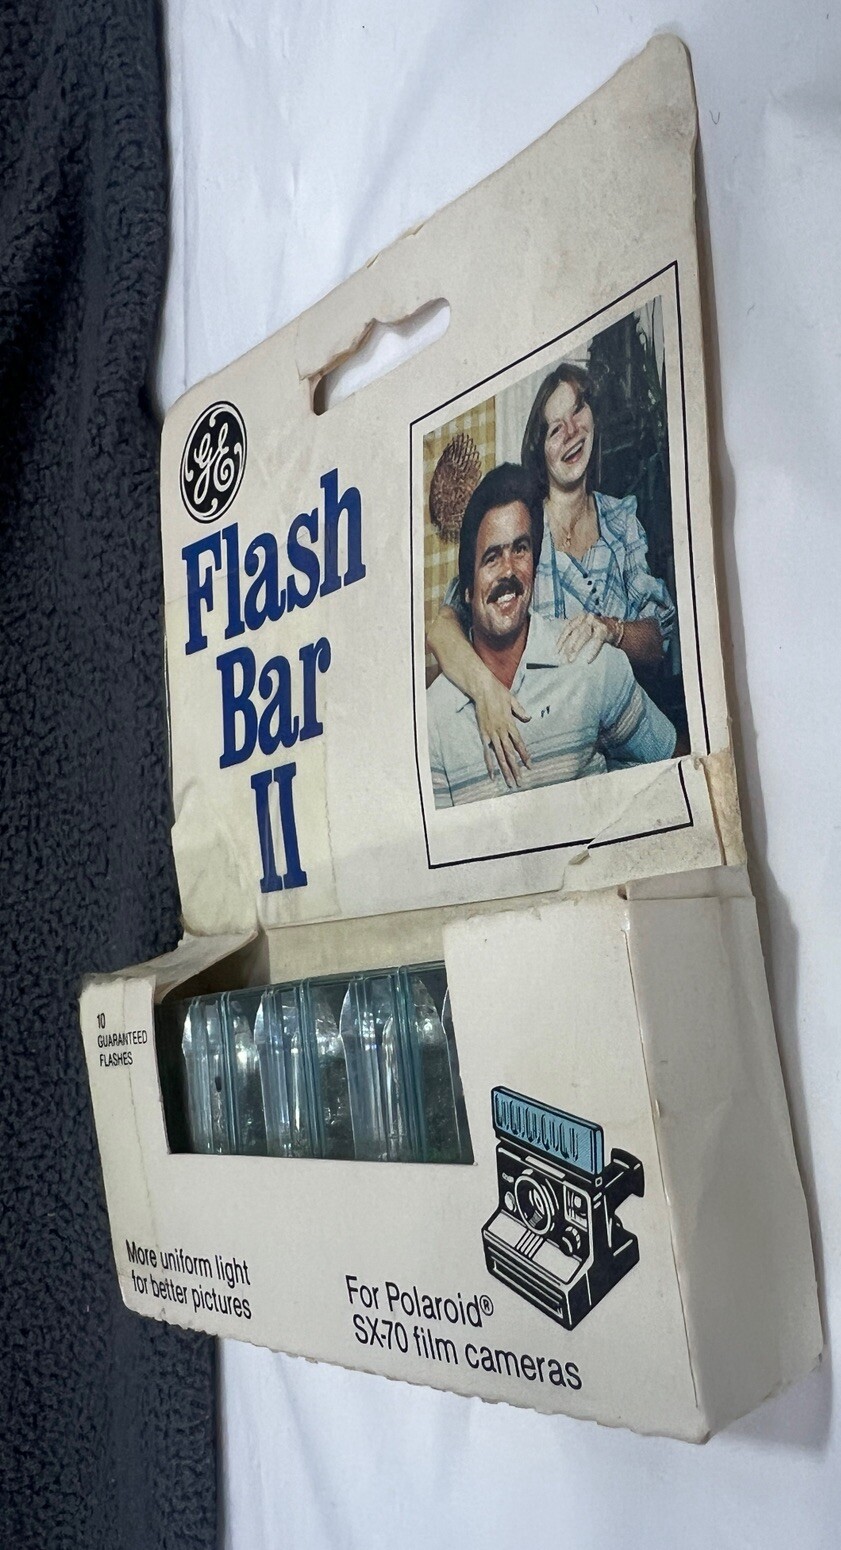 GE
Flash
Bar
II
10
GUARANTEED
FLASHES
More uniform light
for better pictures
For Polaroid®
SX-70 film cameras